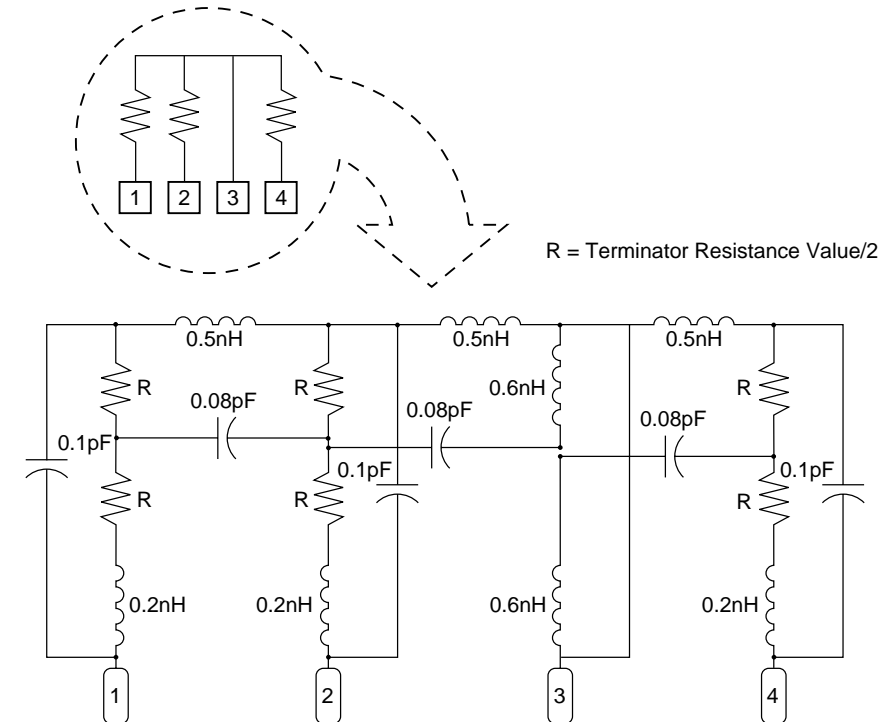 1 2 3 4
R = Terminator Resistance Value/2
0.5nH 0.5nH 0.5nH
R R 0.6nH R
0.08pF 0.08pF 0.08pF
0.1pF 0.1pF 0.1pF
R R R
0.2nH 0.2nH 0.6nH 0.2nH
1 2 3 4